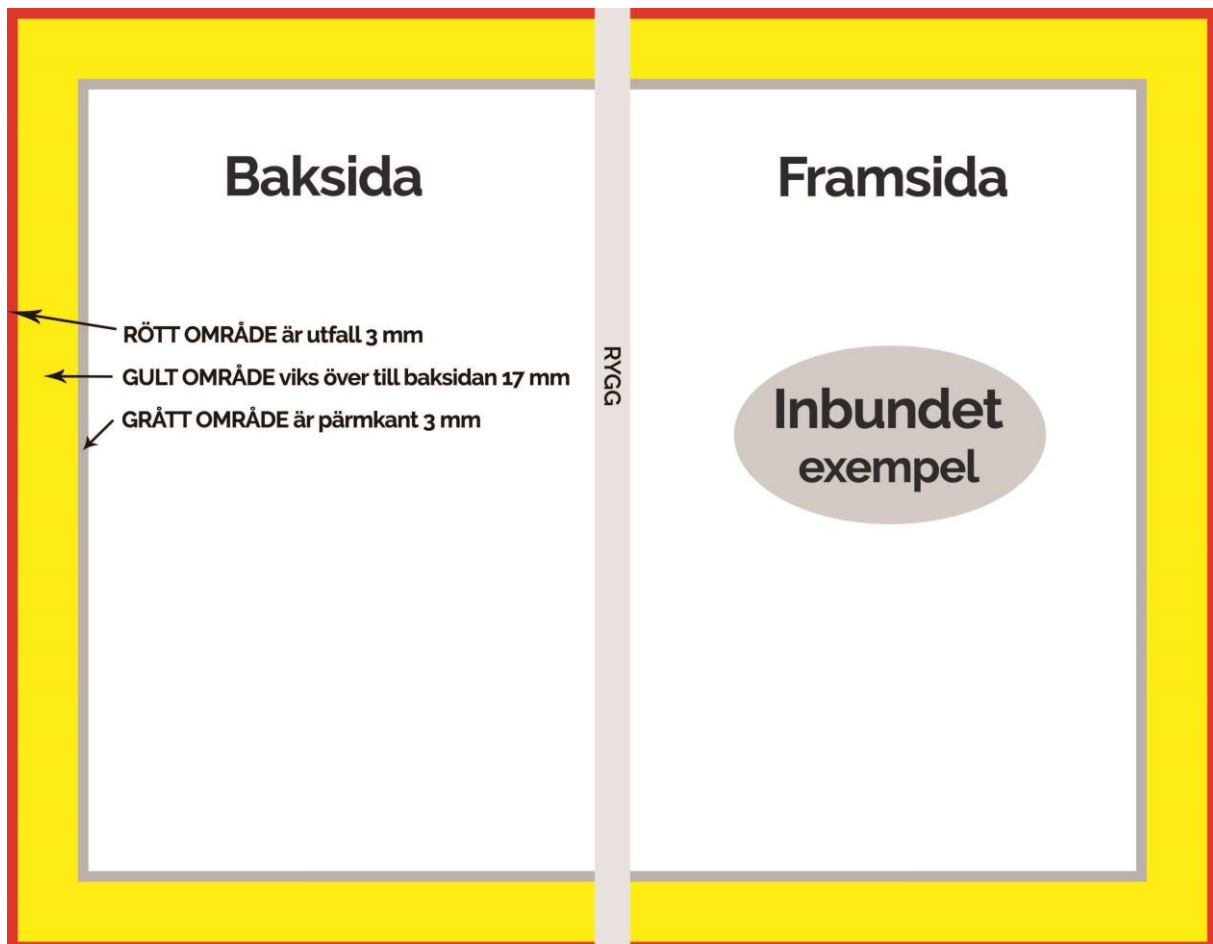 Baksida
Framsida
RÖTT OMRÅDE är utfall 3 mm
GULT OMRÅDE viks över till baksidan 17 mm
GRÅTT OMRÅDE är pärmkant 3 mm
RYGG
Inbundet
exempel